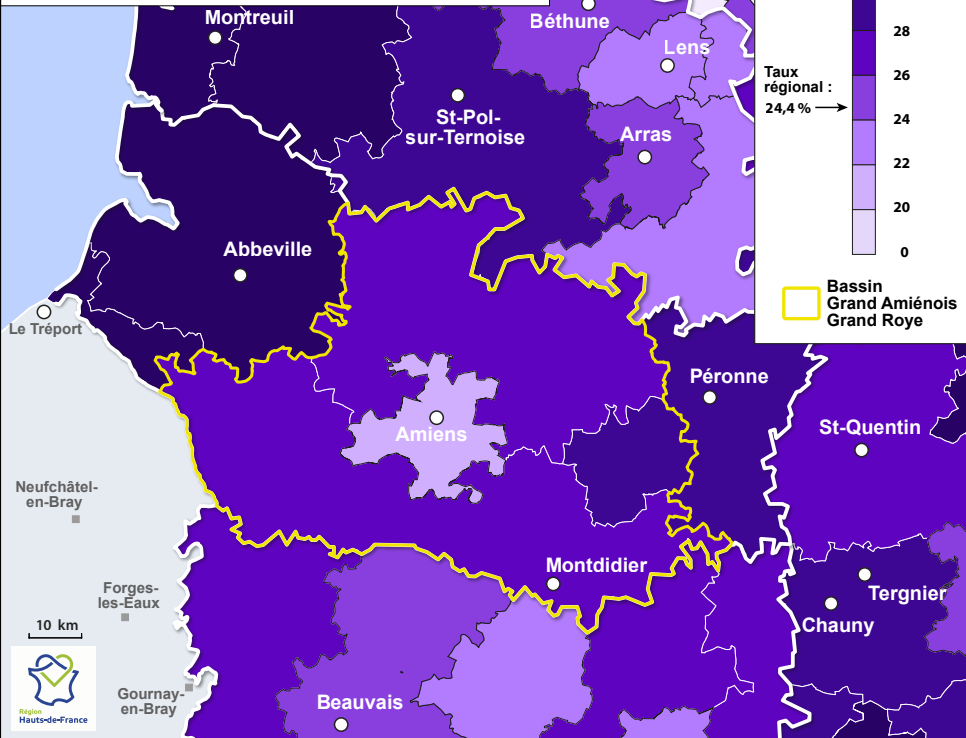 Montreuil
Béthune
Lens
St-Pol-
sur-Ternoise
Arras
Taux
régional :
24,4 %
28
26
24
22
20
0
Bassin
Grand Amiénois
Grand Roye
Abbeville
Le Tréport
Péronne
St-Quentin
Amiens
Neufchâtel-
en-Bray
Montdidier
Forges-
les-Eaux
Tergnier
Chauny
10 km
Gournay-
en-Bray
Beauvais
Région
Hauts-de-France